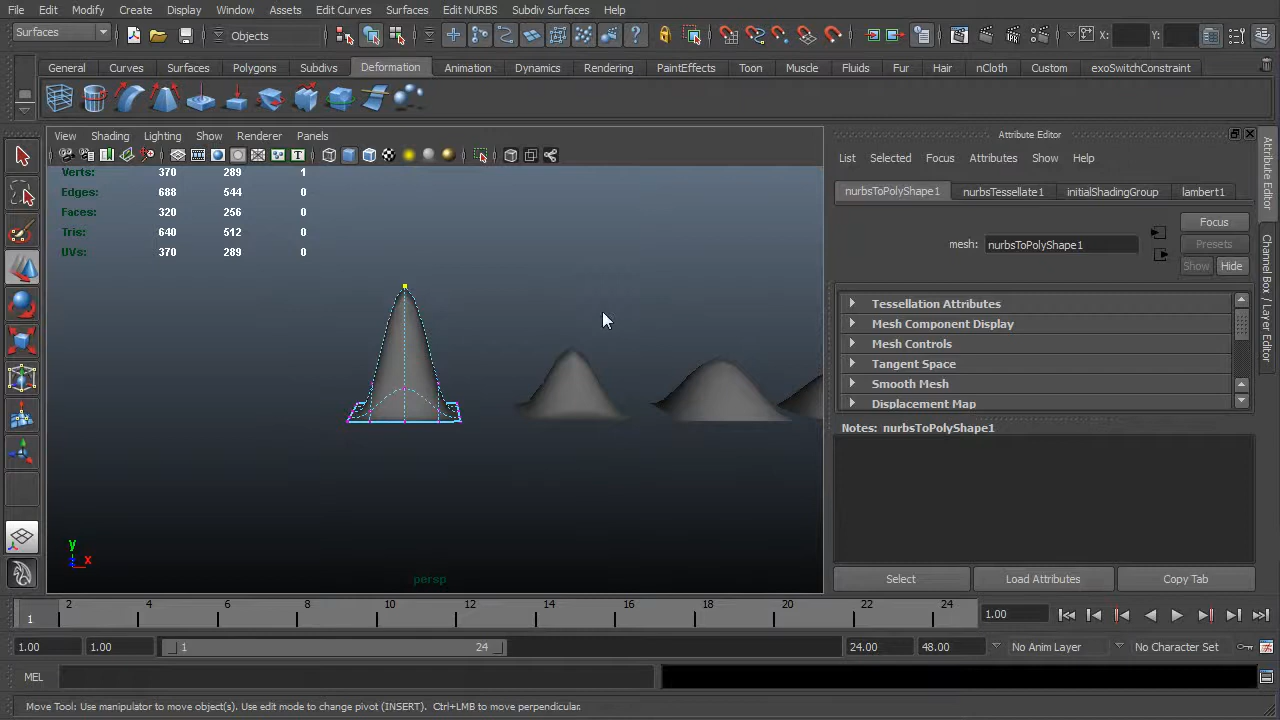 File Edit Modify Create Display Window Assets Edit Curves Surfaces Edit NURBS Subdiv Surfaces Help
Surfaces Objects X: Y:
General Curves Surfaces Polygons Subdivs Deformation Animation Dynamics Rendering PaintEffects Toon Muscle Fluids Fur Hair nCloth Custom exoSwitchConstraint
View Shading Lighting Show Renderer Panels
Attribute Editor
List Selected Focus Attributes Show Help
Verts: 370 289 1
Edges: 688 544 0
Faces: 320 256 0
Tris: 640 512 0
UVs: 370 289 0
nurbsToPolyShape1 nurbsTessellate1 initialShadingGroup lambert1
Focus
mesh: nurbsToPolyShape1 Presets
Show Hide
Tessellation Attributes
Mesh Component Display
Mesh Controls
Tangent Space
Smooth Mesh
Displacement Map
Notes: nurbsToPolyShape1
Select Load Attributes Copy Tab
Attribute Editor
Channel Box / Layer Editor
y
x
z
persp
1 2 4 6 8 10 12 14 16 18 20 22 24 1.00
1.00 1.00 1 24 24.00 48.00 No Anim Layer No Character Set
MEL
Move Tool: Use manipulator to move object(s). Use edit mode to change pivot (INSERT). Ctrl+LMB to move perpendicular.